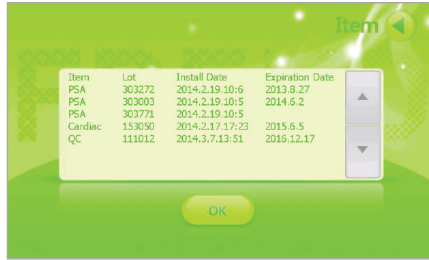 Item
Item Lot Install Date Expiration Date
PSA 303272 2014.2.19.10:6 2013.8.27
PSA 303003 2014.2.19.10:5 2014.6.2
PSA 303771 2014.2.19.10:5
Cardiac 153050 2014.2.17.17:23 2015.6.5
QC 111012 2014.3.7.13:51 2016.12.17
OK